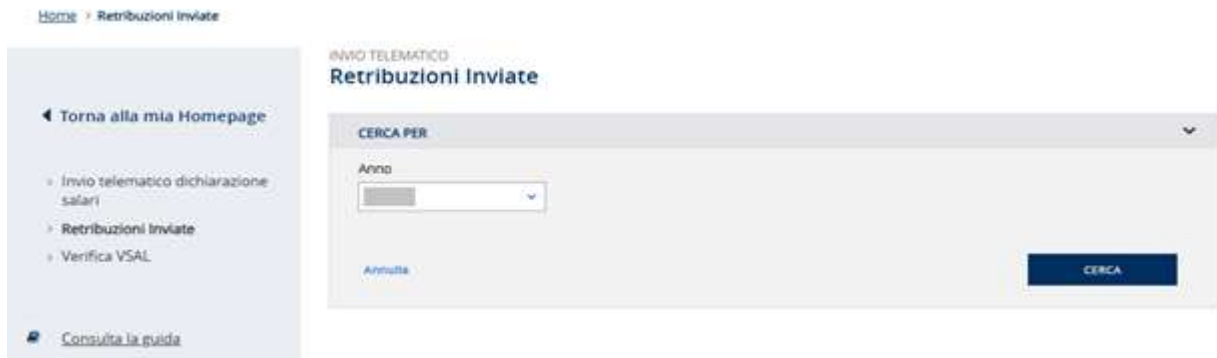 Home > Retribuzioni Inviate
INVIO TELEMATICO
Retribuzioni Inviate
Torna alla mia Homepage
CERCA PER
Anno
Invio telematico dichiarazione
salari
Retribuzioni Inviate
Verifica VSAL
Annulla
CERCA
Consulta la guida